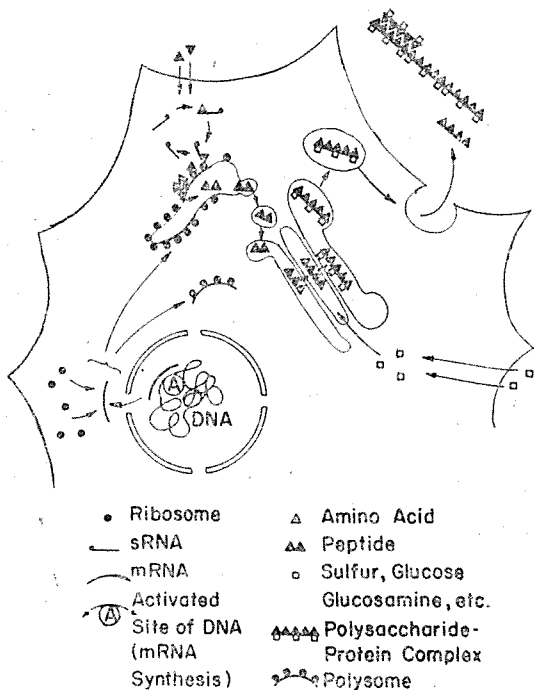 A
DNA
Ribosome
sRNA
mRNA
Activated
Site of DNA
(mRNA
Synthesis)
A
Amino Acid
Peptide
Sulfur, Glucose
Glucosamine, etc.
Polysaccharide-
Protein Complex
Polysome